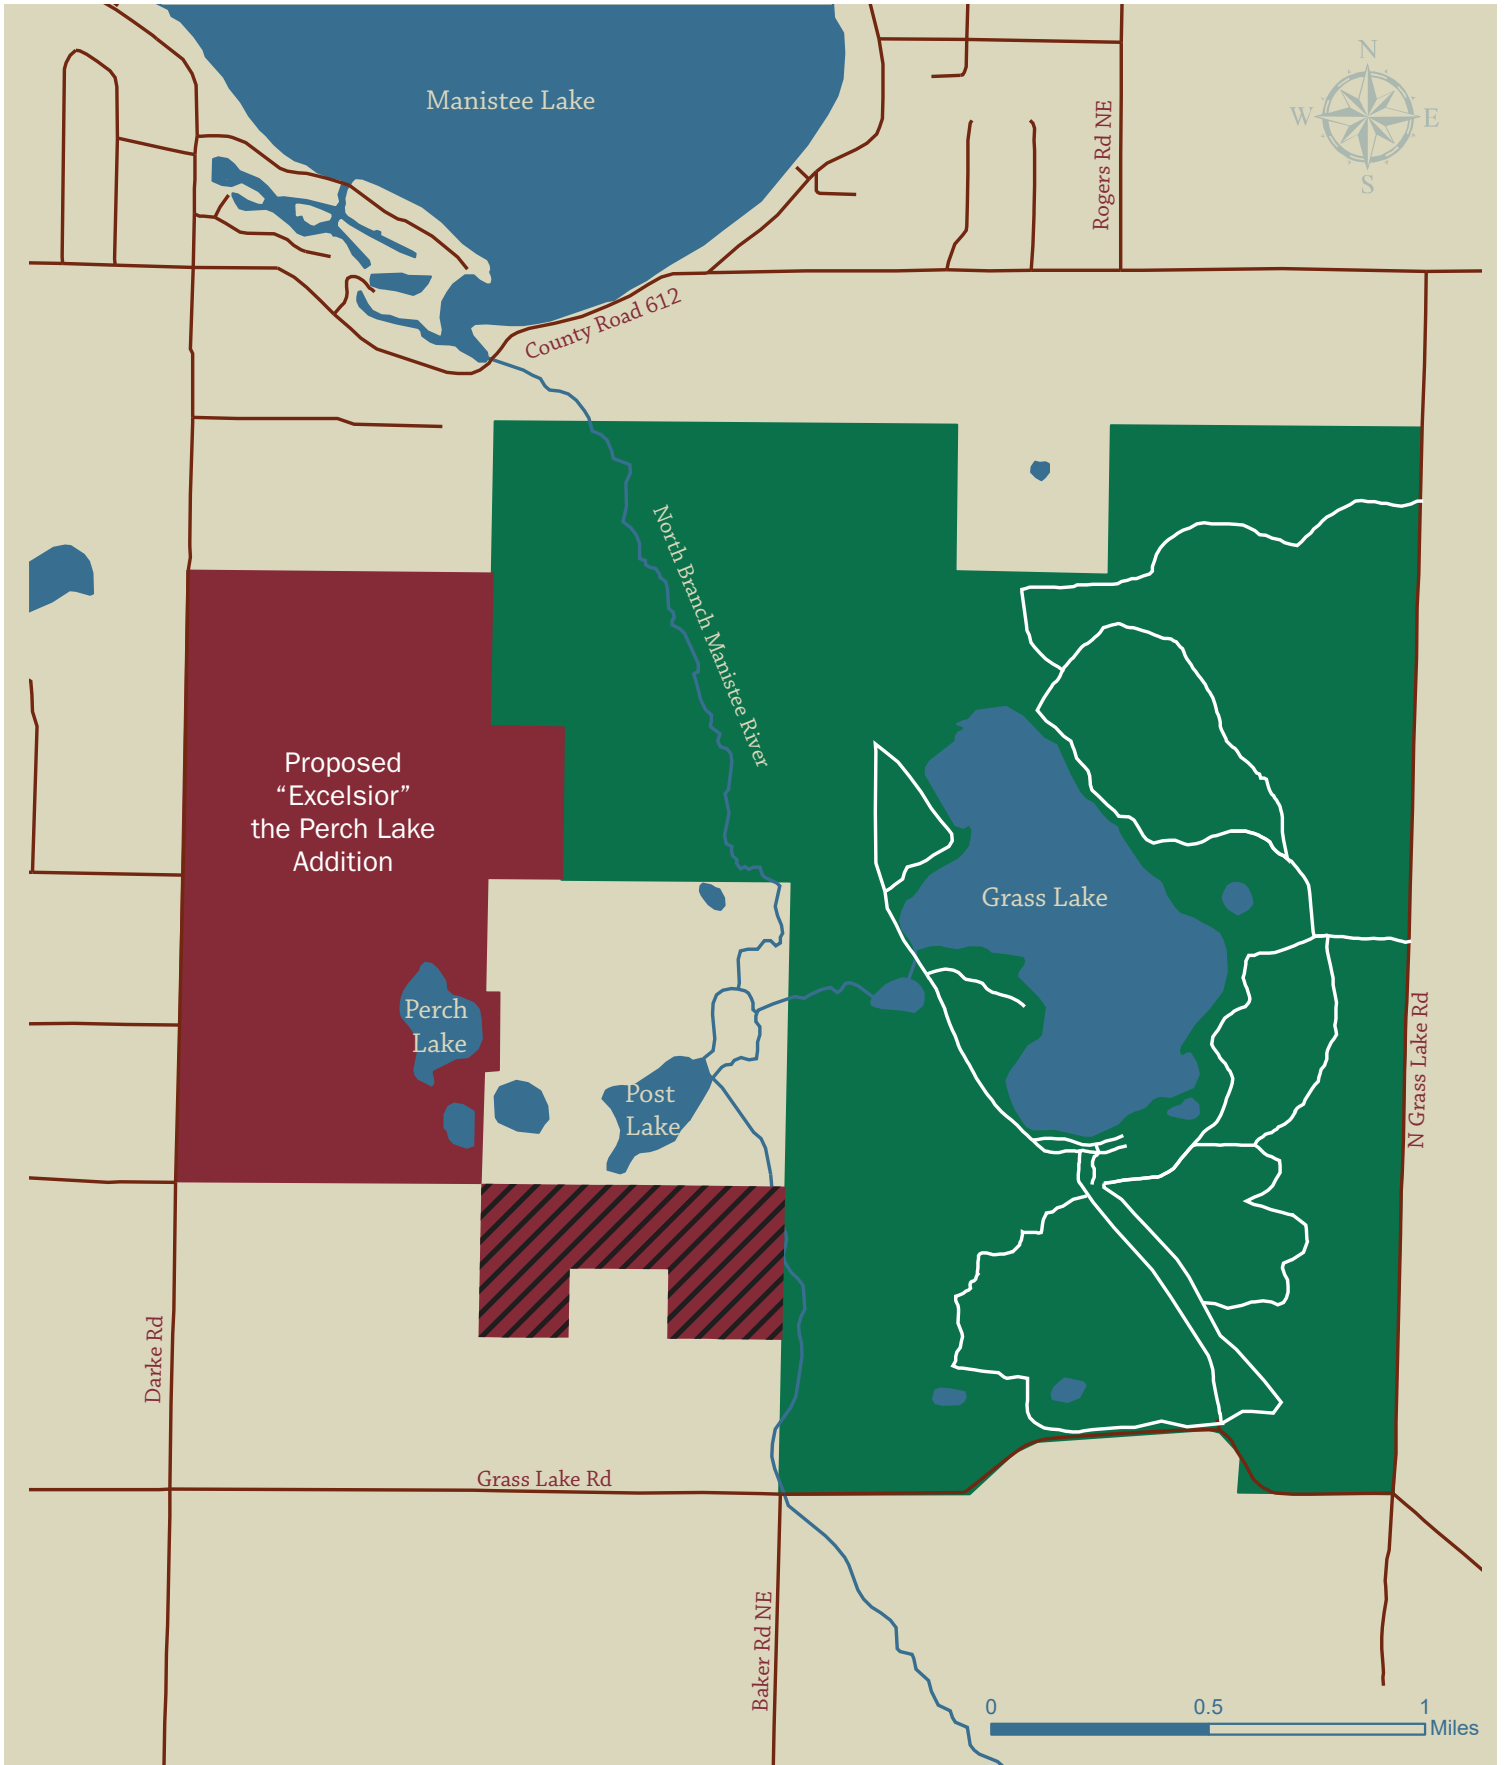 Manistee Lake
N
W
E
S
Rogers Rd NE
County Road 612
North Branch Manistee River
Proposed
“Excelsior”
the Perch Lake
Addition
Grass Lake
Perch
Lake
Post
Lake
N Grass Lake Rd
Darke Rd
Grass Lake Rd
Baker Rd NE
0
0.5
1
Miles